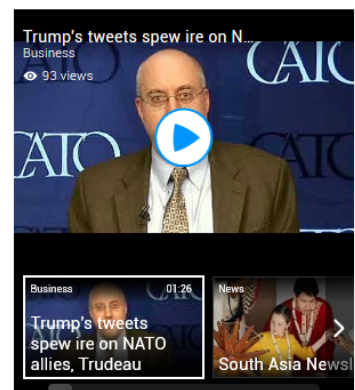 Trump's tweets spew ire on N...
Business
93 views
CATO
CATO
CATO
Business
01:26
Trump's tweets
spew ire on NATO
allies, Trudeau
News
South Asia Newsl